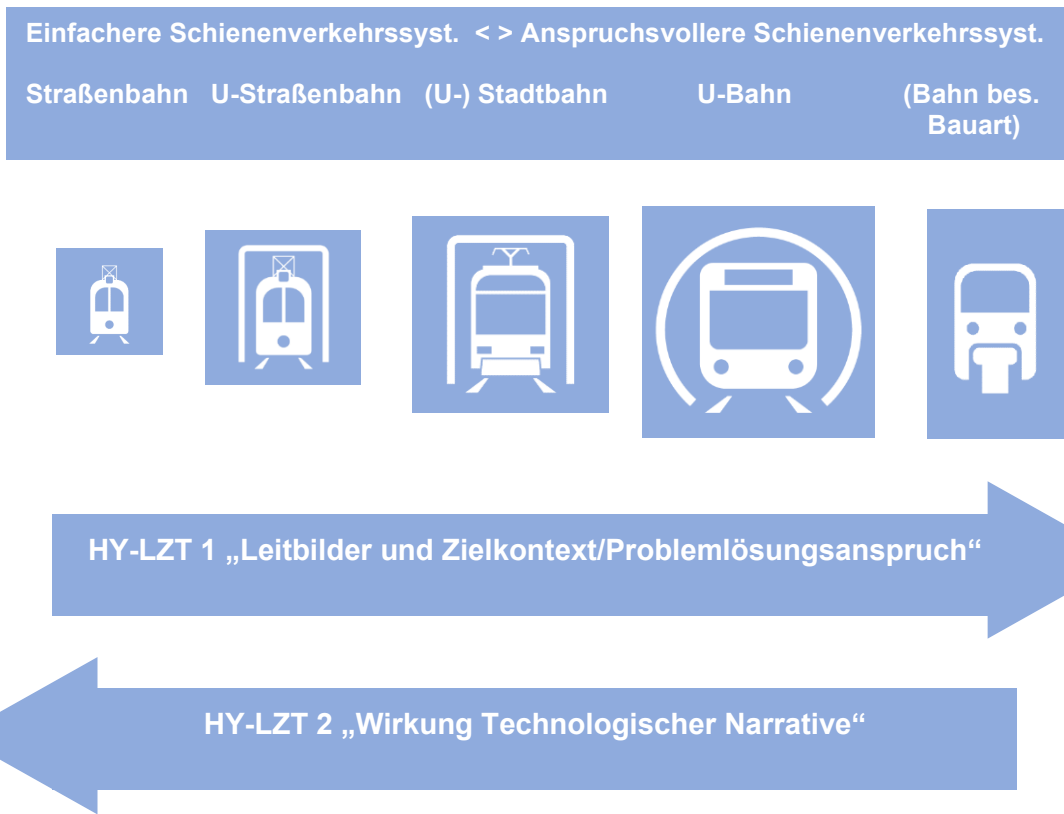 Einfachere Schienenverkehrssyst. < > Anspruchsvollere Schienenverkehrssyst.
Straßenbahn U-Straßenbahn (U-) Stadtbahn U-Bahn (Bahn bes.
Bauart)
HY-LZT 1 „Leitbilder und Zielkontext/Problemlösungsanspruch“
HY-LZT 2 „Wirkung Technologischer Narrative“